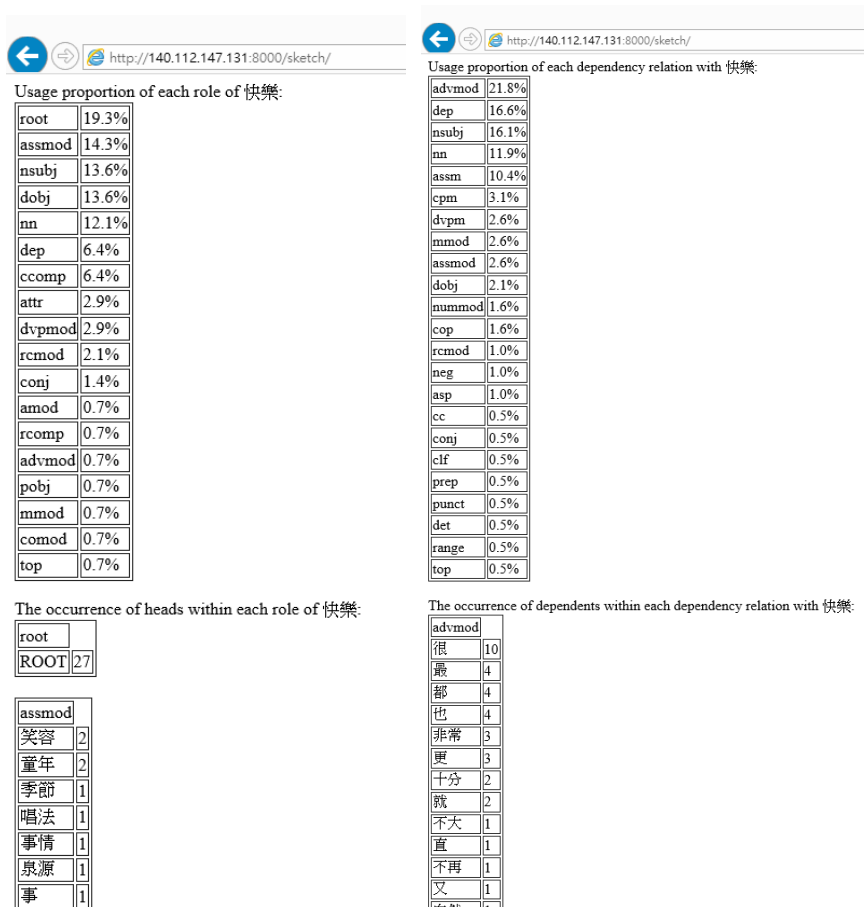 http://140.112.147.131:8000/sketch/
Usage proportion of each role of 快樂:
root 19.3%
assmod 14.3%
nsubj 13.6%
dobj 13.6%
nn 12.1%
dep 6.4%
ccomp 6.4%
attr 2.9%
dvpmod 2.9%
rcmod 2.1%
conj 1.4%
amod 0.7%
rcomp 0.7%
advmod 0.7%
pobj 0.7%
mmod 0.7%
comod 0.7%
top 0.7%
The occurrence of heads within each role of 快樂:
root
ROOT 27
assmod
笑容 2
童年 2
季節 1
唱法 1
事情 1
泉源 1
事 1
http://140.112.147.131:8000/sketch/
Usage proportion of each dependency relation with 快樂:
advmod 21.8%
dep 16.6%
nsubj 16.1%
nn 11.9%
assm 10.4%
cpm 3.1%
dvpm 2.6%
mmod 2.6%
assmod 2.6%
dobj 2.1%
nummod 1.6%
cop 1.6%
rcmod 1.0%
neg 1.0%
asp 1.0%
cc 0.5%
conj 0.5%
clf 0.5%
prep 0.5%
punct 0.5%
det 0.5%
range 0.5%
top 0.5%
The occurrence of dependents within each dependency relation with 快樂:
advmod
很 10
最 4
都 4
也 4
非常 3
更 3
十分 2
就 2
不大 1
直 1
不再 1
又 1